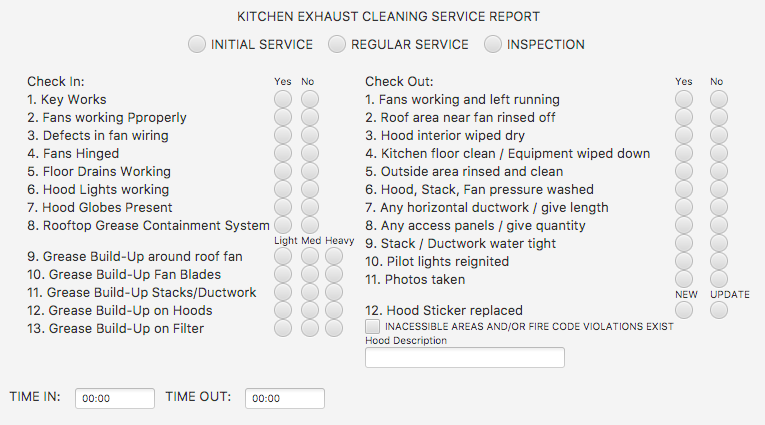 KITCHEN EXHAUST CLEANING SERVICE REPORT
INITIAL SERVICE REGULAR SERVICE INSPECTION
Check In: Yes No
1. Key Works
2. Fans working Pproperly
3. Defects in fan wiring
4. Fans Hinged
5. Floor Drains Working
6. Hood Lights working
7. Hood Globes Present
8. Rooftop Grease Containment System
Light Med Heavy
9. Grease Build-Up around roof fan
10. Grease Build-Up Fan Blades
11. Grease Build-Up Stacks/Ductwork
12. Grease Build-Up on Hoods
13. Grease Build-Up on Filter
Check Out: Yes No
1. Fans working and left running
2. Roof area near fan rinsed off
3. Hood interior wiped dry
4. Kitchen floor clean / Equipment wiped down
5. Outside area rinsed and clean
6. Hood, Stack, Fan pressure washed
7. Any horizontal ductwork / give length
8. Any access panels / give quantity
9. Stack / Ductwork water tight
10. Pilot lights reignited
11. Photos taken
NEW UPDATE
12. Hood Sticker replaced
INACESSIBLE AREAS AND/OR FIRE CODE VIOLATIONS EXIST
Hood Description
TIME IN: 00:00 TIME OUT: 00:00